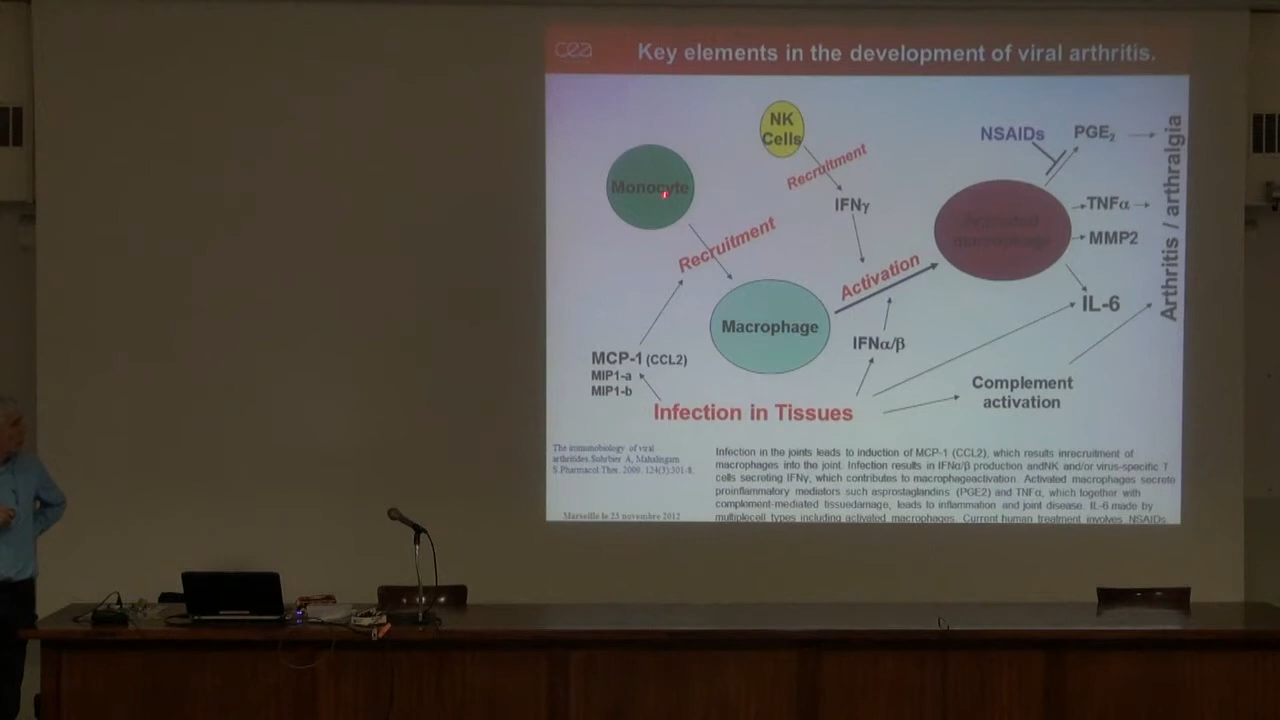 cea
Key elements in the development of viral arthritis.
NK
Cells
Monocyte
Recruitment
IFNγ
NSAIDs
PGE₂
TNFα
MMP2
IL-6
Arthritis / arthralgia
Activated
macrophage
Recruitment
Activation
Macrophage
MCP-1 (CCL2)
MIP1-a
MIP1-b
IFNα/β
Infection in Tissues
Complement
activation
The immunobiology of viral
arthritides.Suhrbier A, Mahalingam
S.Pharmacol Ther. 2009. 124(3):301-8.
Marseille le 23 novembre 2012
Infection in the joints leads to induction of MCP-1 (CCL2), which results inrecruitment of
macrophages into the joint. Infection results in IFNα/β production andNK and/or virus-specific T
cells secreting IFNγ, which contributes to macrophageactivation. Activated macrophages secrete
proinflammatory mediators such asprostaglandins (PGE2) and TNFα, which together with
complement-mediated tissuedamage, leads to inflammation and joint disease. IL-6 made by
multiplecell types including activated macrophages. Current human treatment involves NSAIDs